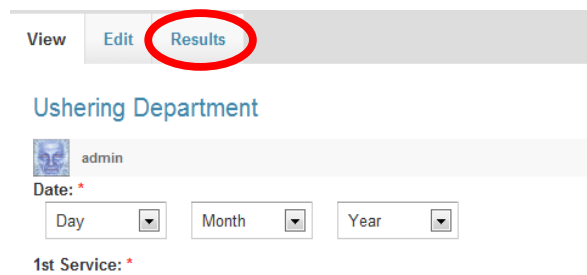 View Edit Results
Ushering Department
admin
Date: *
Day Month Year
1st Service: *